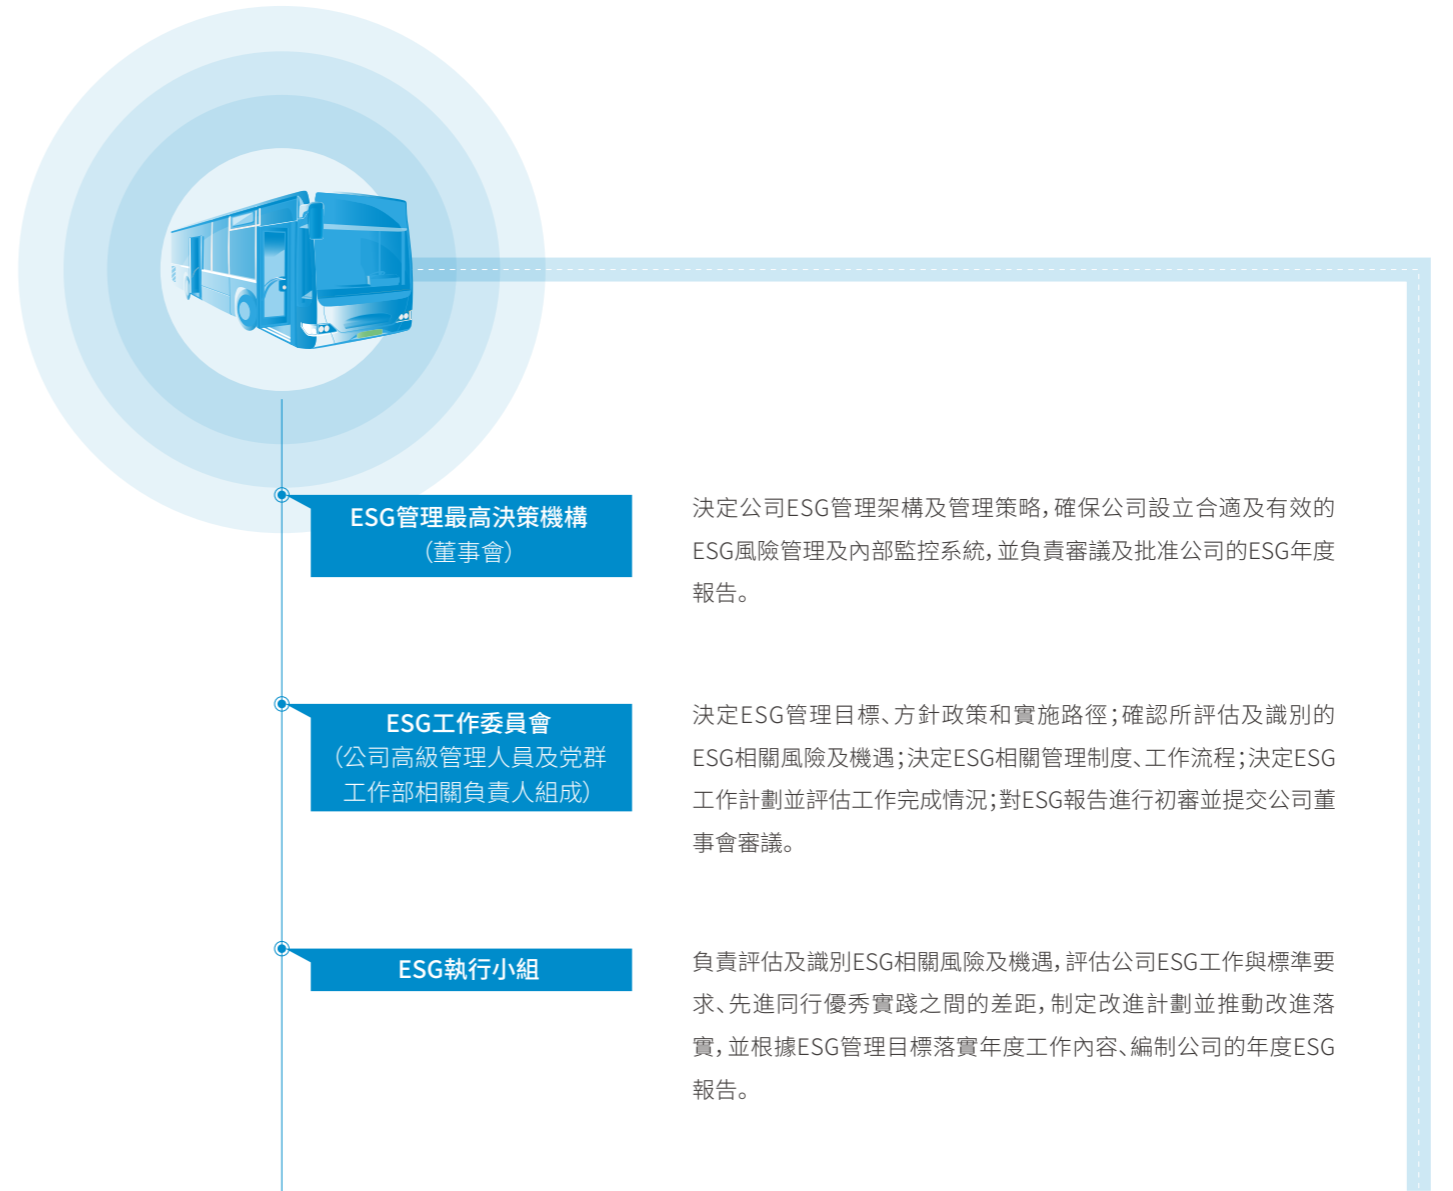 ESG管理最高決策機構
（董事會）
決定公司ESG管理架構及管理策略，確保公司設立合適及有效的
ESG風險管理及內部監控系統，並負責審議及批准公司的ESG年度
報告。
ESG工作委員會
（公司高級管理人員及党群
工作部相關負責人組成）
決定ESG管理目標、方針政策和實施路徑；確認所評估及識別的
ESG相關風險及機遇；決定ESG相關管理制度、工作流程；決定ESG
工作計劃並評估工作完成情況；對ESG報告進行初審並提交公司董
事會審議。
ESG執行小組
負責評估及識別ESG相關風險及機遇，評估公司ESG工作與標準要
求、先進同行優秀實踐之間的差距，制定改進計劃並推動改進落
實，並根據ESG管理目標落實年度工作內容、編制公司的年度ESG
報告。